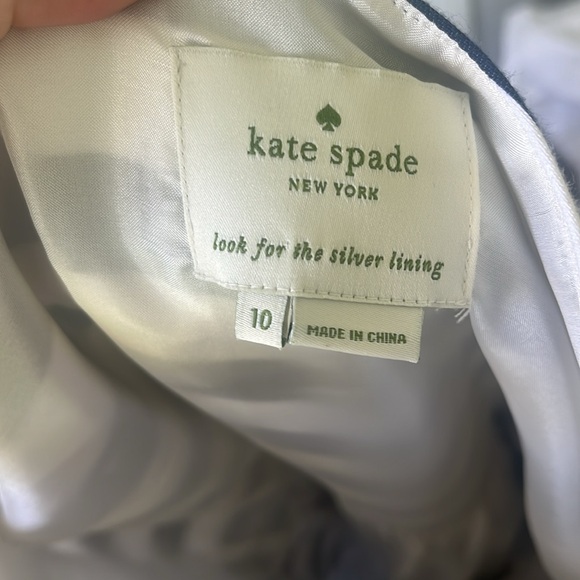 kate spade
NEW YORK
look for the silver lining
10
MADE IN CHINA